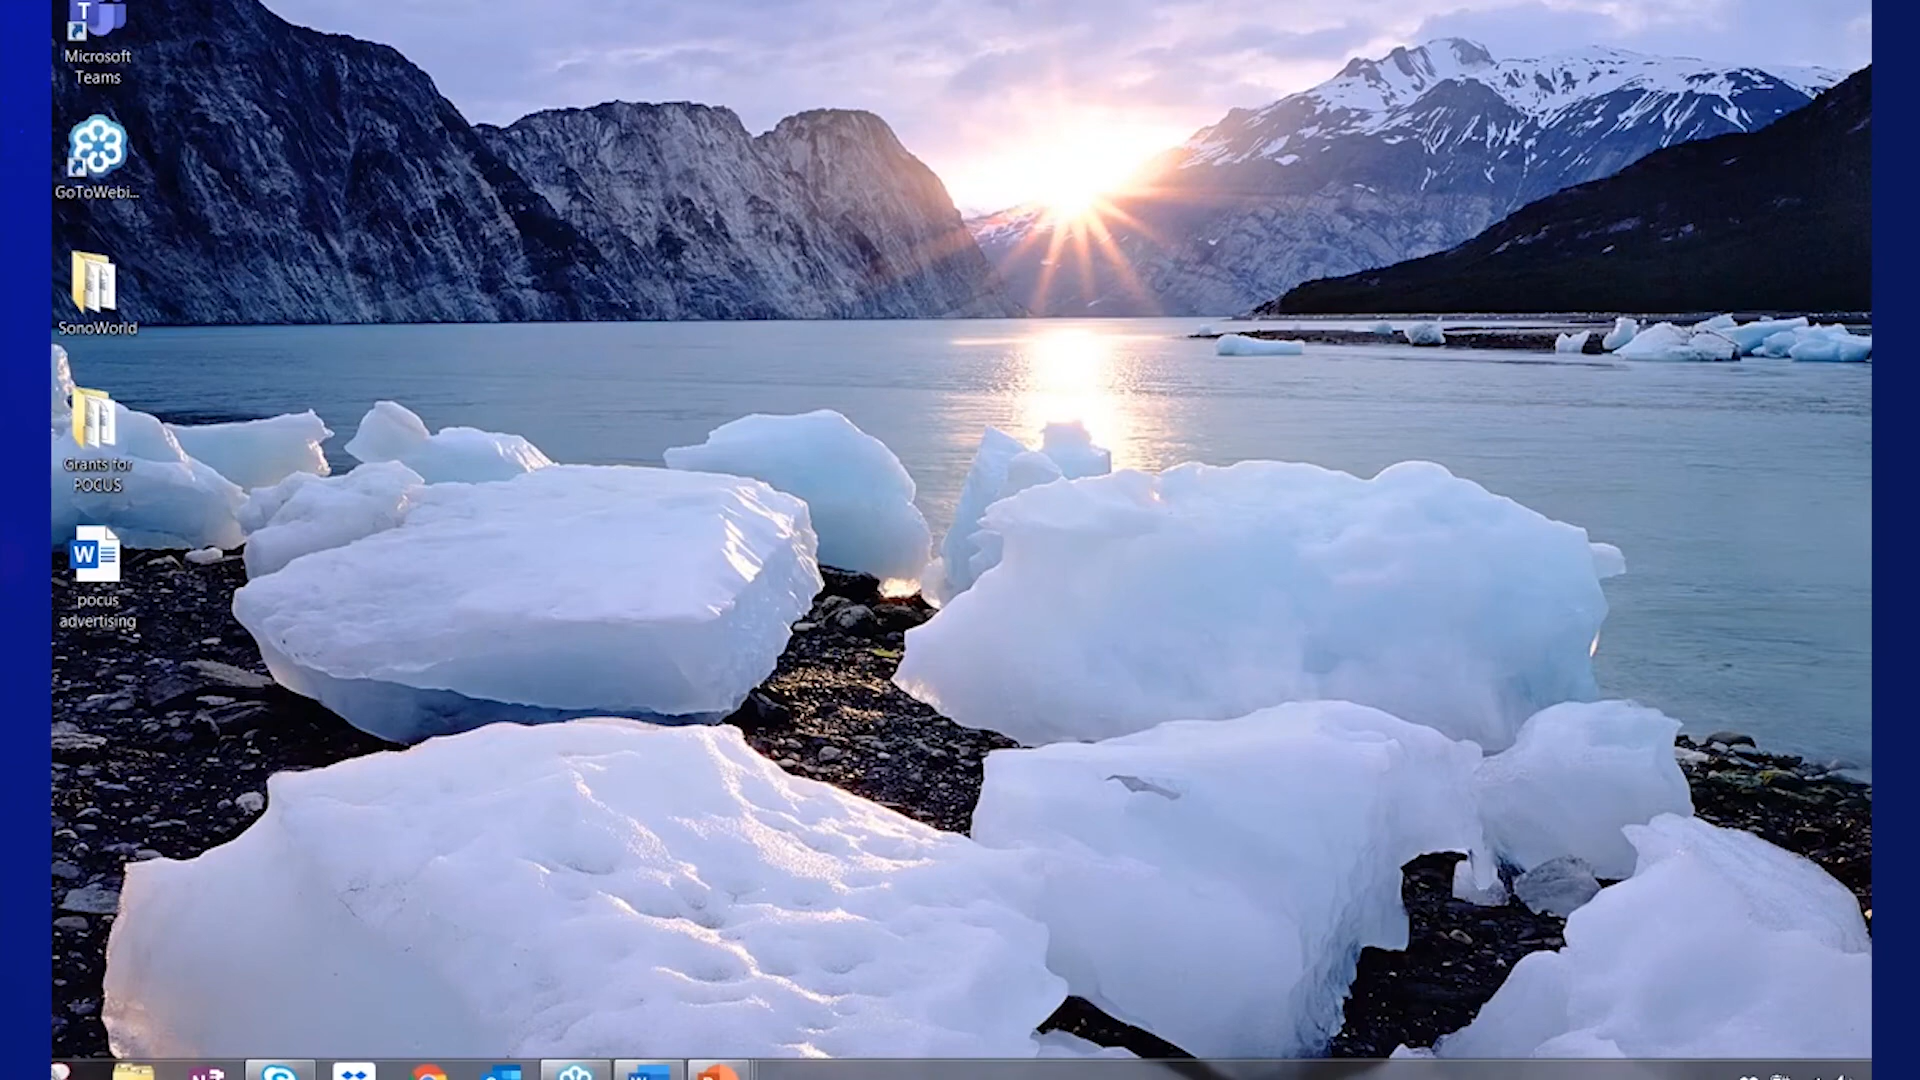 Microsoft
Teams
GoToWebi...
SonoWorld
Grants for
POCUS
pocus
advertising